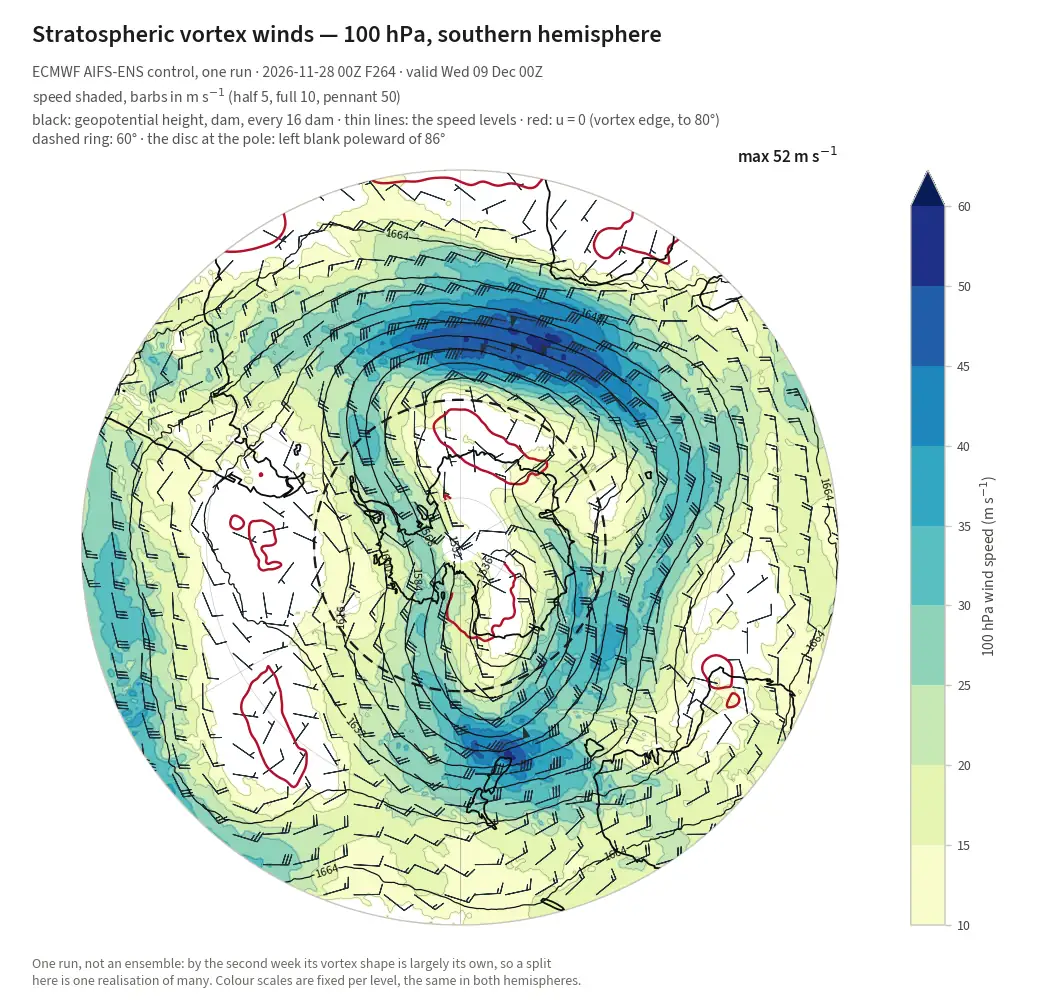 Stratospheric vortex winds — 100 hPa, southern hemisphere
ECMWF AIFS-ENS control, one run · 2026-11-28 00Z F264 · valid Wed 09 Dec 00Z
speed shaded, barbs in m s⁻¹ (half 5, full 10, pennant 50)
black: geopotential height, dam, every 16 dam · thin lines: the speed levels · red: u = 0 (vortex edge, to 80°)
dashed ring: 60° · the disc at the pole: left blank poleward of 86°
max 52 m s⁻¹
60
50
45
40
35
30
25
20
15
10
100 hPa wind speed (m s⁻¹)
1664
1664
1664
1664
1664
1616
1632
One run, not an ensemble: by the second week its vortex shape is largely its own, so a split
here is one realisation of many. Colour scales are fixed per level, the same in both hemispheres.